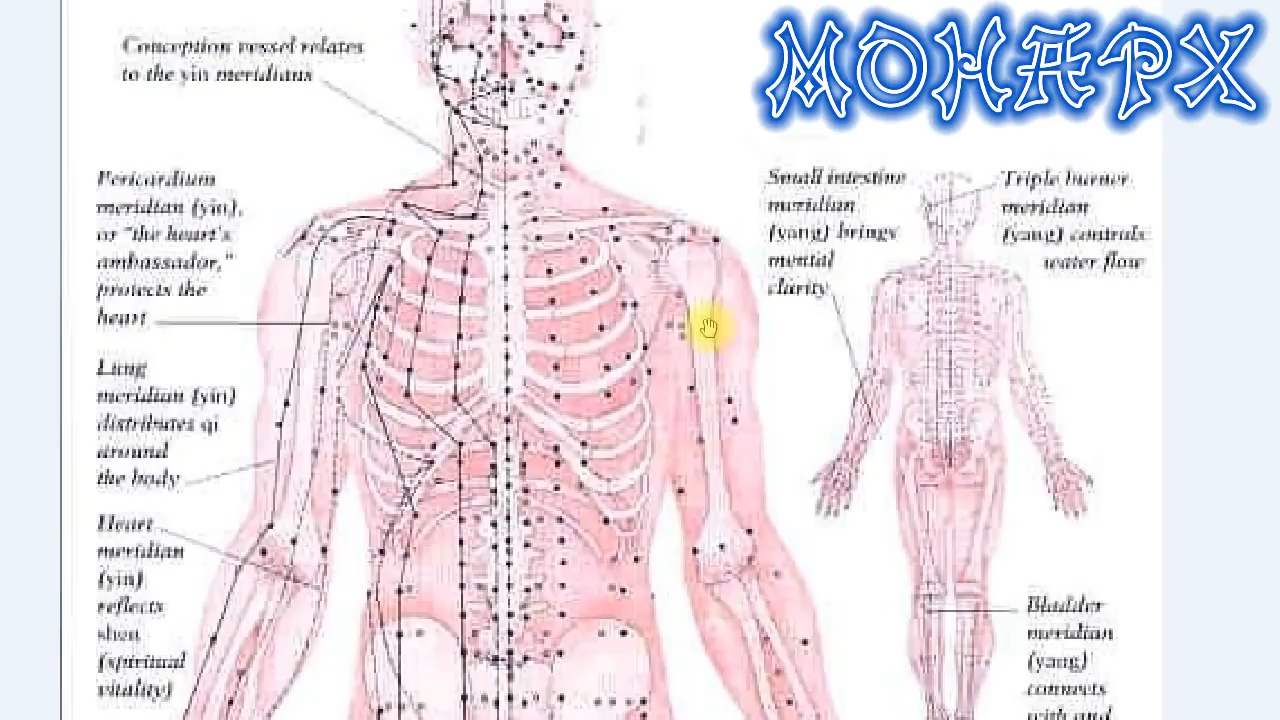 МОНАРХ
Conception vessel relates
to the yin meridians
Pericardium
meridian (yin),
or "the heart's
ambassador,"
protects the
heart
Lung
meridian (yin)
distributes qi
around
the body
Heart
meridian
(yin)
reflects
shen
(spiritual
vitality)
Small intestine
meridian
(yang) brings
mental
clarity
Triple burner
meridian
(yang) controls
water flow
Bladder
meridian
(yang)
connects
with and